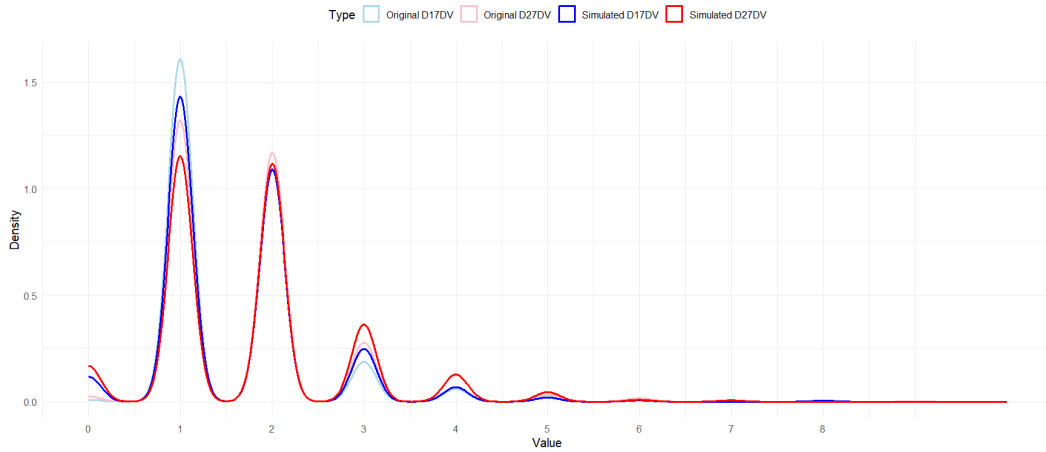 Type Original D17DV Original D27DV Simulated D17DV Simulated D27DV
1.5
1.0
0.5
0.0
Density
0 1 2 3 4 5 6 7 8
Value